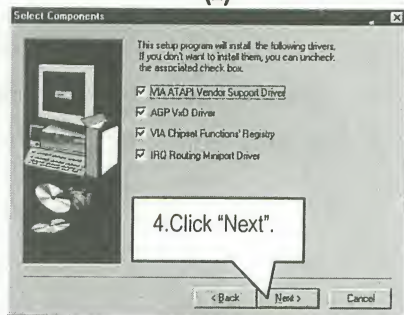 Select Components
This setup program will install the following drivers.
If you don't want to install them, you can uncheck
the associated check box.
VIA ATAPI Vendor Support Driver
AGP VxD Driver
VIA Chipset Functions' Registry
IRQ Routing Miniport Driver
4.Click "Next".
< Back Next > Cancel